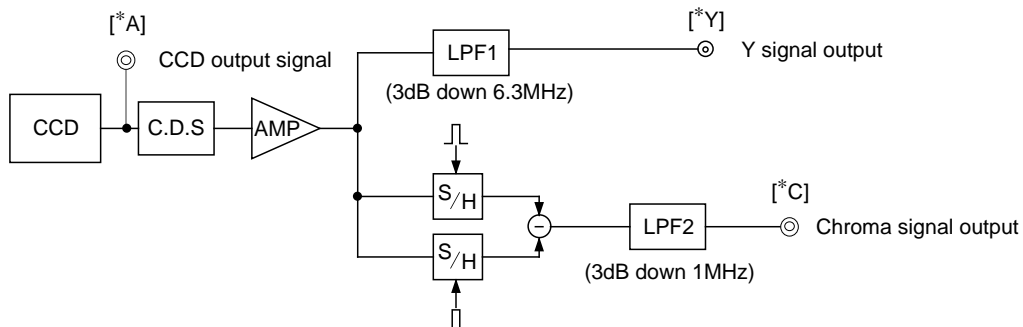 [*A]
CCD output signal
[*Y]
LPF1
Y signal output
(3dB down 6.3MHz)
CCD
C.D.S
AMP
S/H
[*C]
LPF2
Chroma signal output
S/H
(3dB down 1MHz)